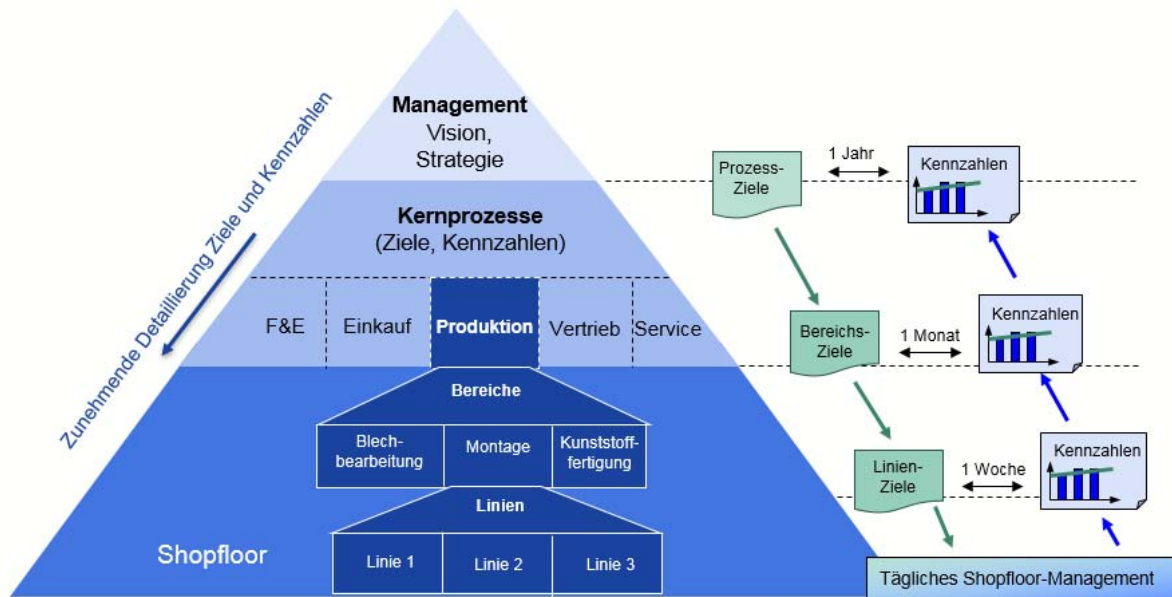 Zunehmende Detaillierung Ziele und Kennzahlen
Management
Vision,
Strategie
Kernprozesse
(Ziele, Kennzahlen)
F&E
Einkauf
Produktion
Vertrieb
Service
Bereiche
Blech-
bearbeitung
Montage
Kunststoff-
fertigung
Linien
Shopfloor
Linie 1
Linie 2
Linie 3
Prozess-
Ziele
1 Jahr
Kennzahlen
Bereichs-
Ziele
1 Monat
Kennzahlen
Linien-
Ziele
1 Woche
Kennzahlen
Tägliches Shopfloor-Management